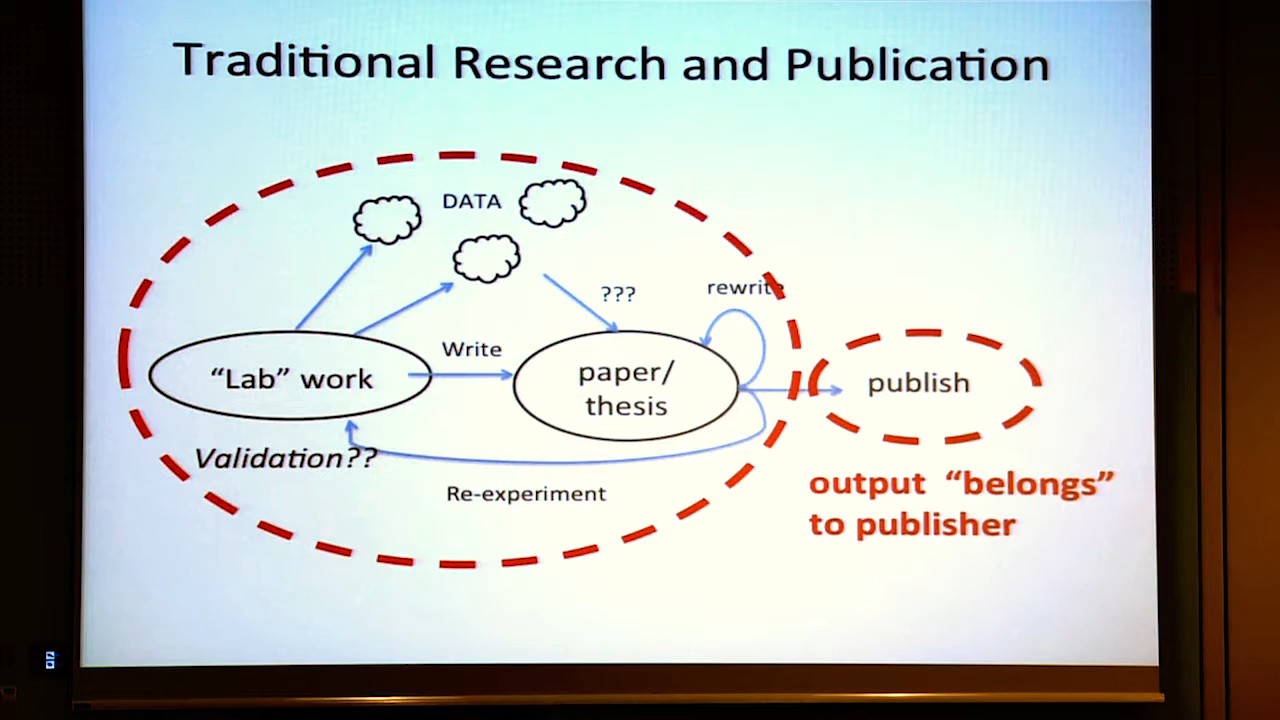 Traditional Research and Publication
DATA
???
rewrite
Write
"Lab" work
paper/
thesis
publish
Validation??
Re-experiment
output "belongs"
to publisher